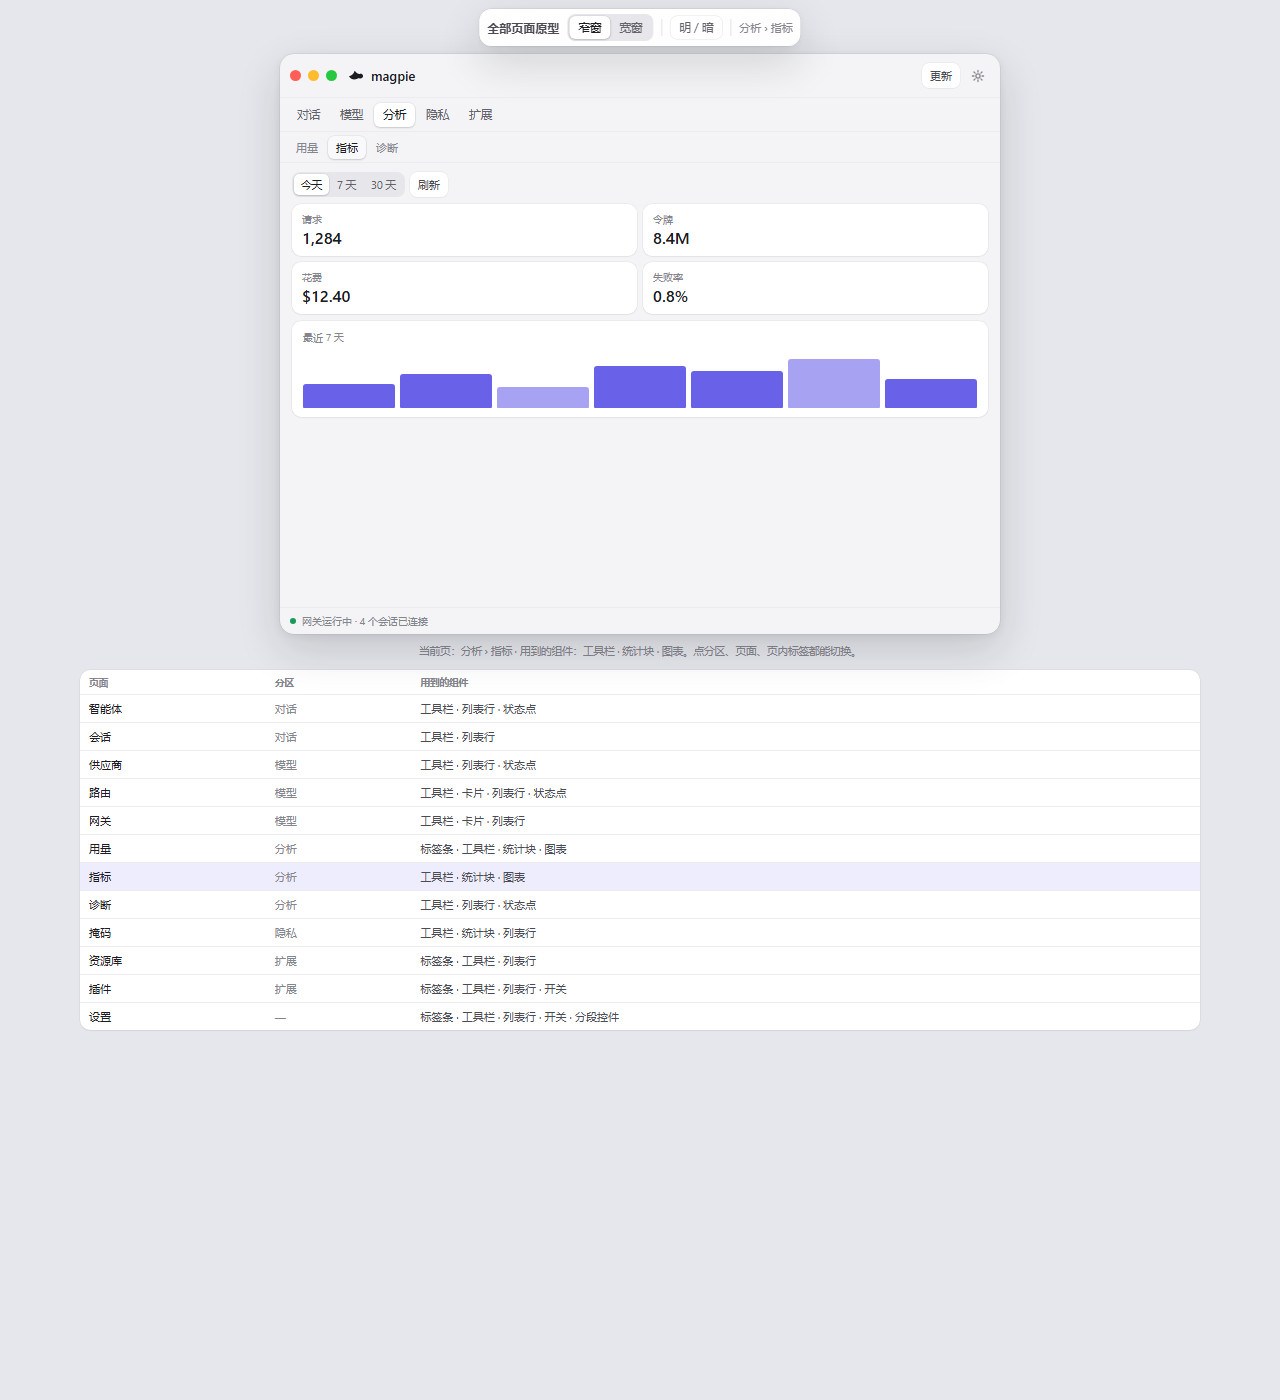 全部页面原型 窄窗 宽窗 明 / 暗 分析 › 指标
magpie 更新
对话 模型 分析 隐私 扩展
用量 指标 诊断
今天 7 天 30 天 刷新
请求 令牌
1,284 8.4M
花费 失败率
$12.40 0.8%
最近 7 天
网关运行中 · 4 个会话已连接
当前页：分析 › 指标 · 用到的组件：工具栏 · 统计块 · 图表。点分区、页面、页内标签都能切换。
页面 分区 用到的组件
智能体 对话 工具栏 · 列表行 · 状态点
会话 对话 工具栏 · 列表行
供应商 模型 工具栏 · 列表行 · 状态点
路由 模型 工具栏 · 卡片 · 列表行 · 状态点
网关 模型 工具栏 · 卡片 · 列表行
用量 分析 标签条 · 工具栏 · 统计块 · 图表
指标 分析 工具栏 · 统计块 · 图表
诊断 分析 工具栏 · 列表行 · 状态点
掩码 隐私 工具栏 · 统计块 · 列表行
资源库 扩展 标签条 · 工具栏 · 列表行
插件 扩展 标签条 · 工具栏 · 列表行 · 开关
设置 — 标签条 · 工具栏 · 列表行 · 开关 · 分段控件